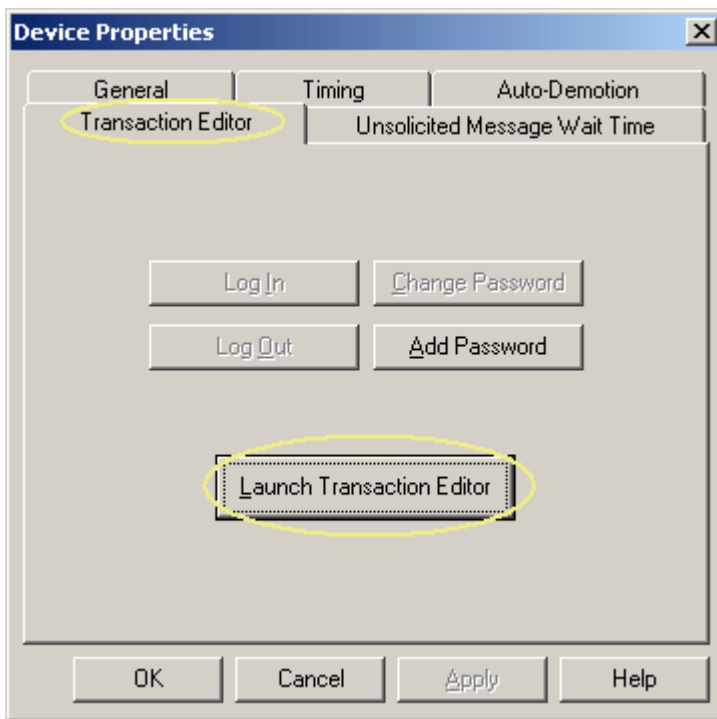 Device Properties
General Timing Auto-Demotion
Transaction Editor Unsolicited Message Wait Time
Log In Change Password
Log Out Add Password
Launch Transaction Editor
OK Cancel Apply Help